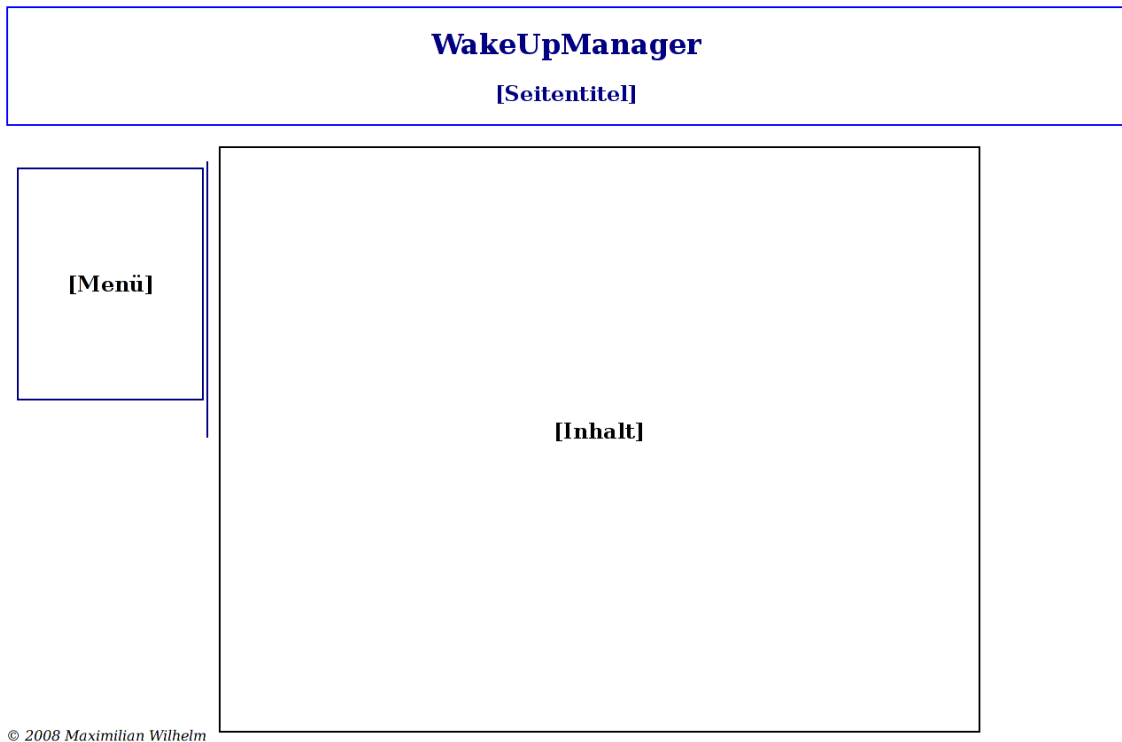 WakeUpManager
[Seitentitel]
[Menü]
[Inhalt]
© 2008 Maximilian Wilhelm